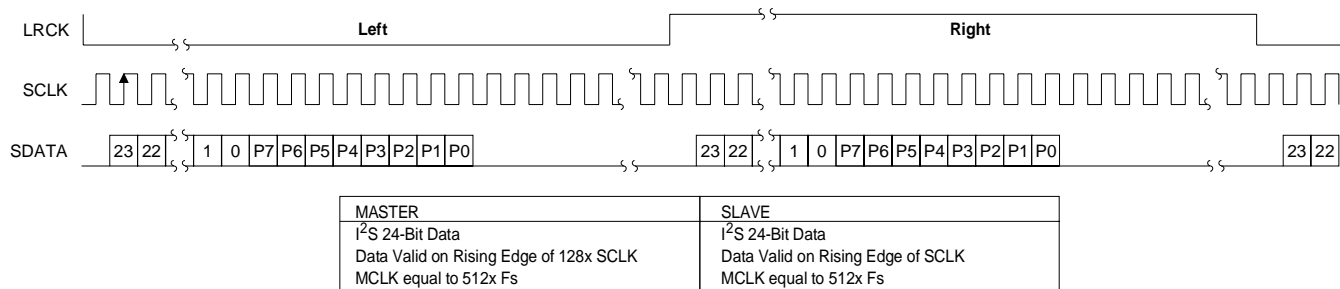 LRCK Left Right
SCLK
SDATA 23 22 1 0 P7 P6 P5 P4 P3 P2 P1 P0 23 22 1 0 P7 P6 P5 P4 P3 P2 P1 P0 23 22
MASTER SLAVE
I²S 24-Bit Data I²S 24-Bit Data
Data Valid on Rising Edge of 128x SCLK Data Valid on Rising Edge of SCLK
MCLK equal to 512x Fs MCLK equal to 512x Fs